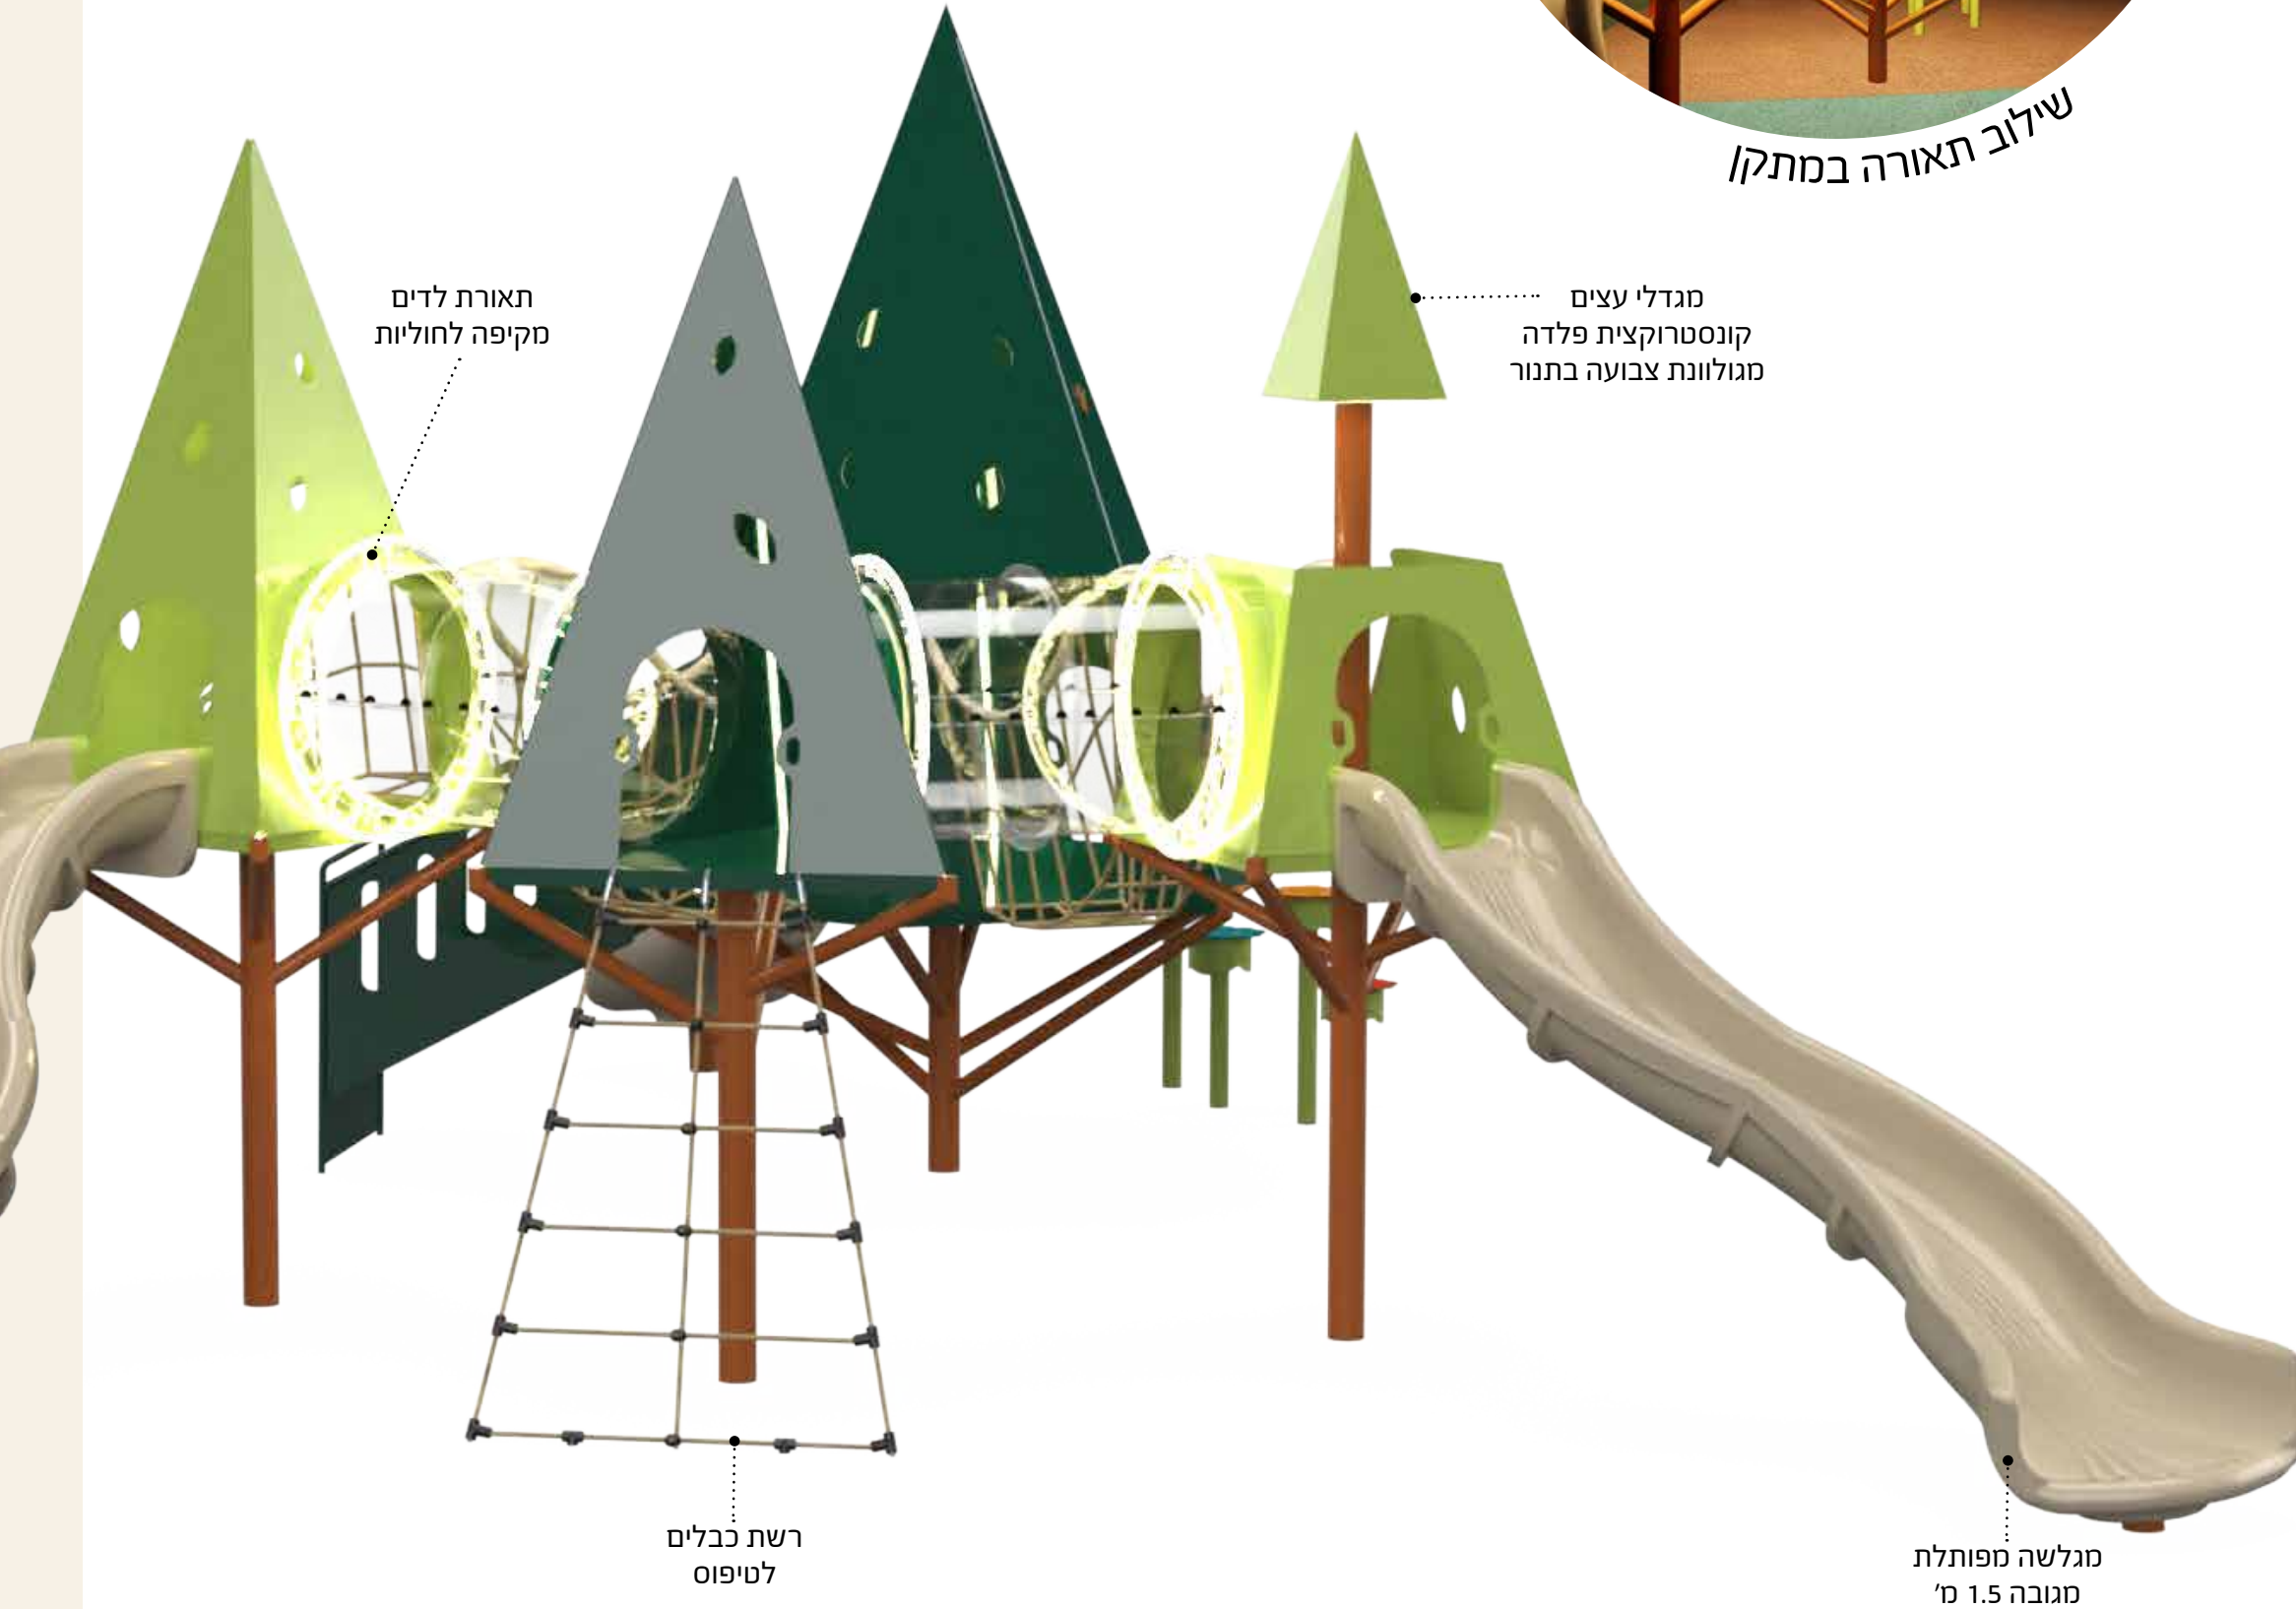 שילוב תאורה במתקן
מגדלי עצים
קונסטרוקצית פלדה
מגולוונת צבועה בתנור
תאורת לדים
מקיפה לחוליות
רשת כבלים
לטיפוס
מגלשה מפותלת
מגובה 1.5 מ'